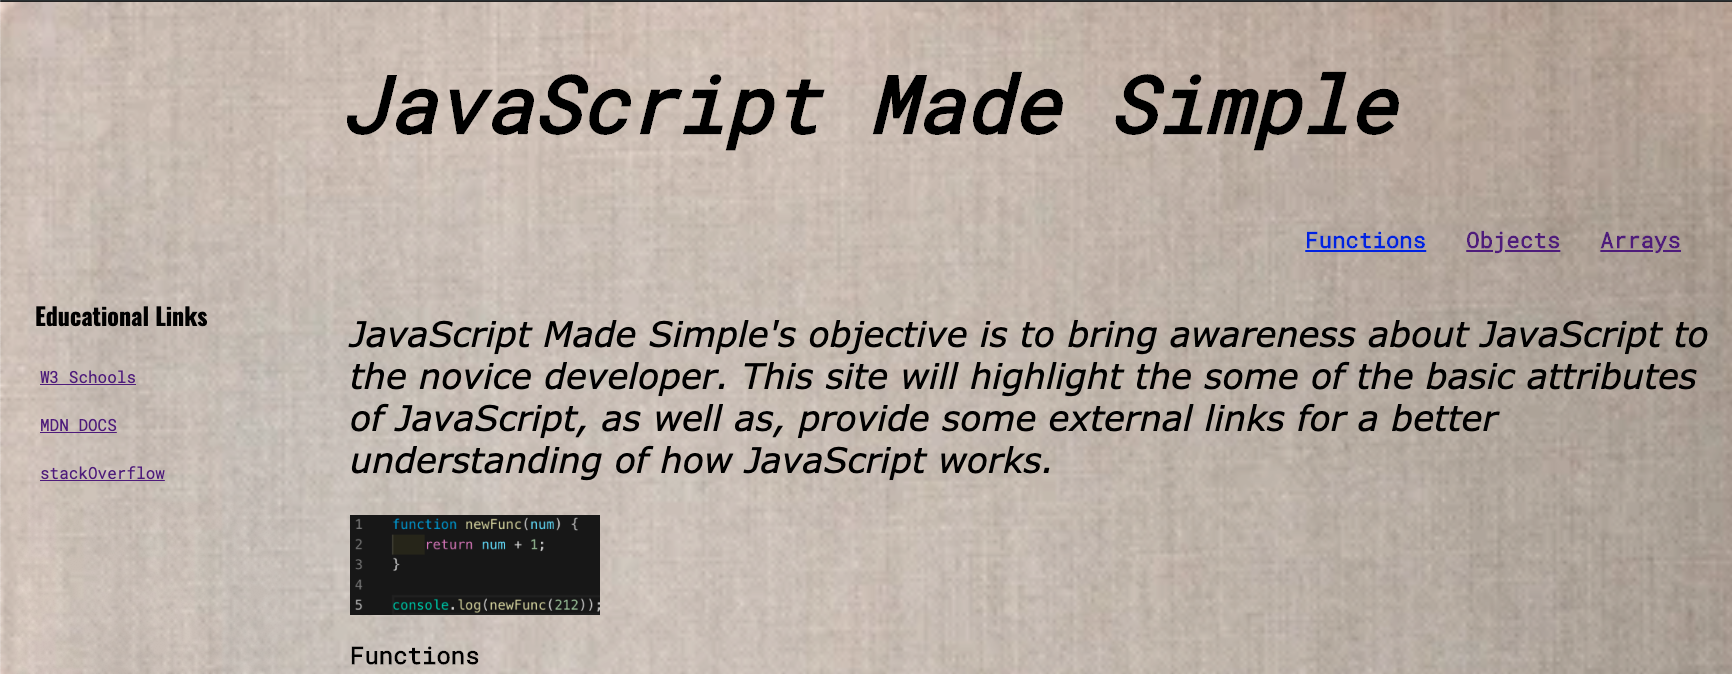 JavaScript Made Simple
Functions Objects Arrays
Educational Links
W3 Schools
MDN DOCS
stackOverflow
JavaScript Made Simple's objective is to bring awareness about JavaScript to
the novice developer. This site will highlight the some of the basic attributes
of JavaScript, as well as, provide some external links for a better
understanding of how JavaScript works.
1 function newFunc(num) {
2 return num + 1;
3 }
4
5 console.log(newFunc(212));
Functions